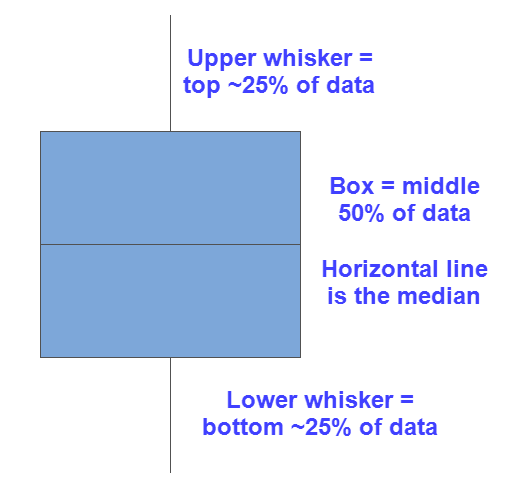 Upper whisker =
top ~25% of data
Box = middle
50% of data
Horizontal line
is the median
Lower whisker =
bottom ~25% of data